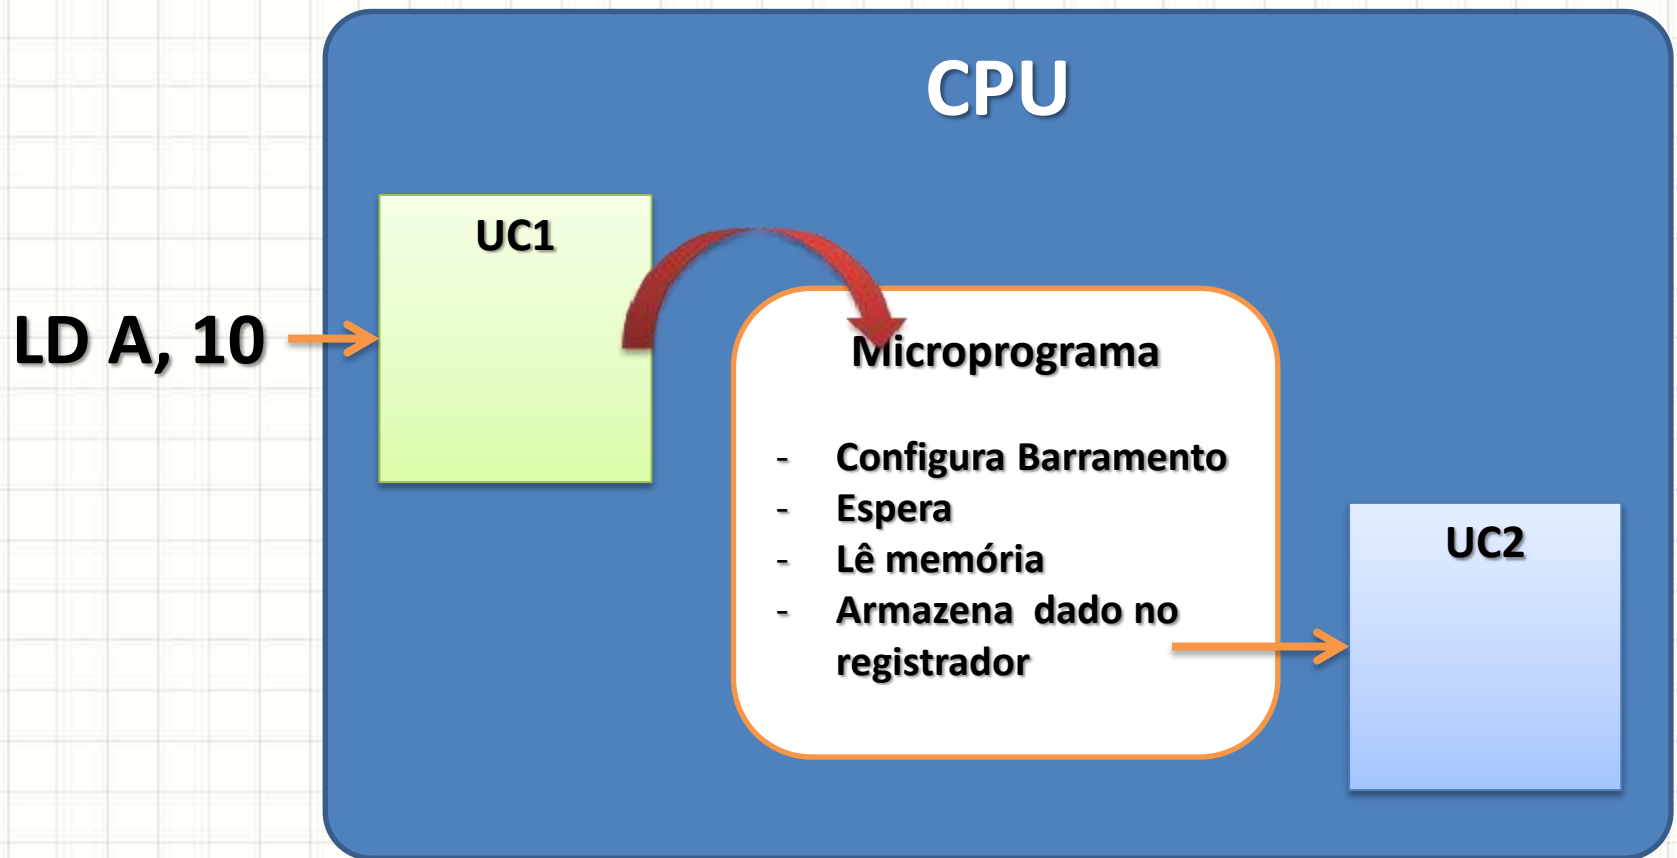 CPU
UC1
LD A, 10
Microprograma
- Configura Barramento
- Espera
- Lê memória
- Armazena dado no
registrador
UC2